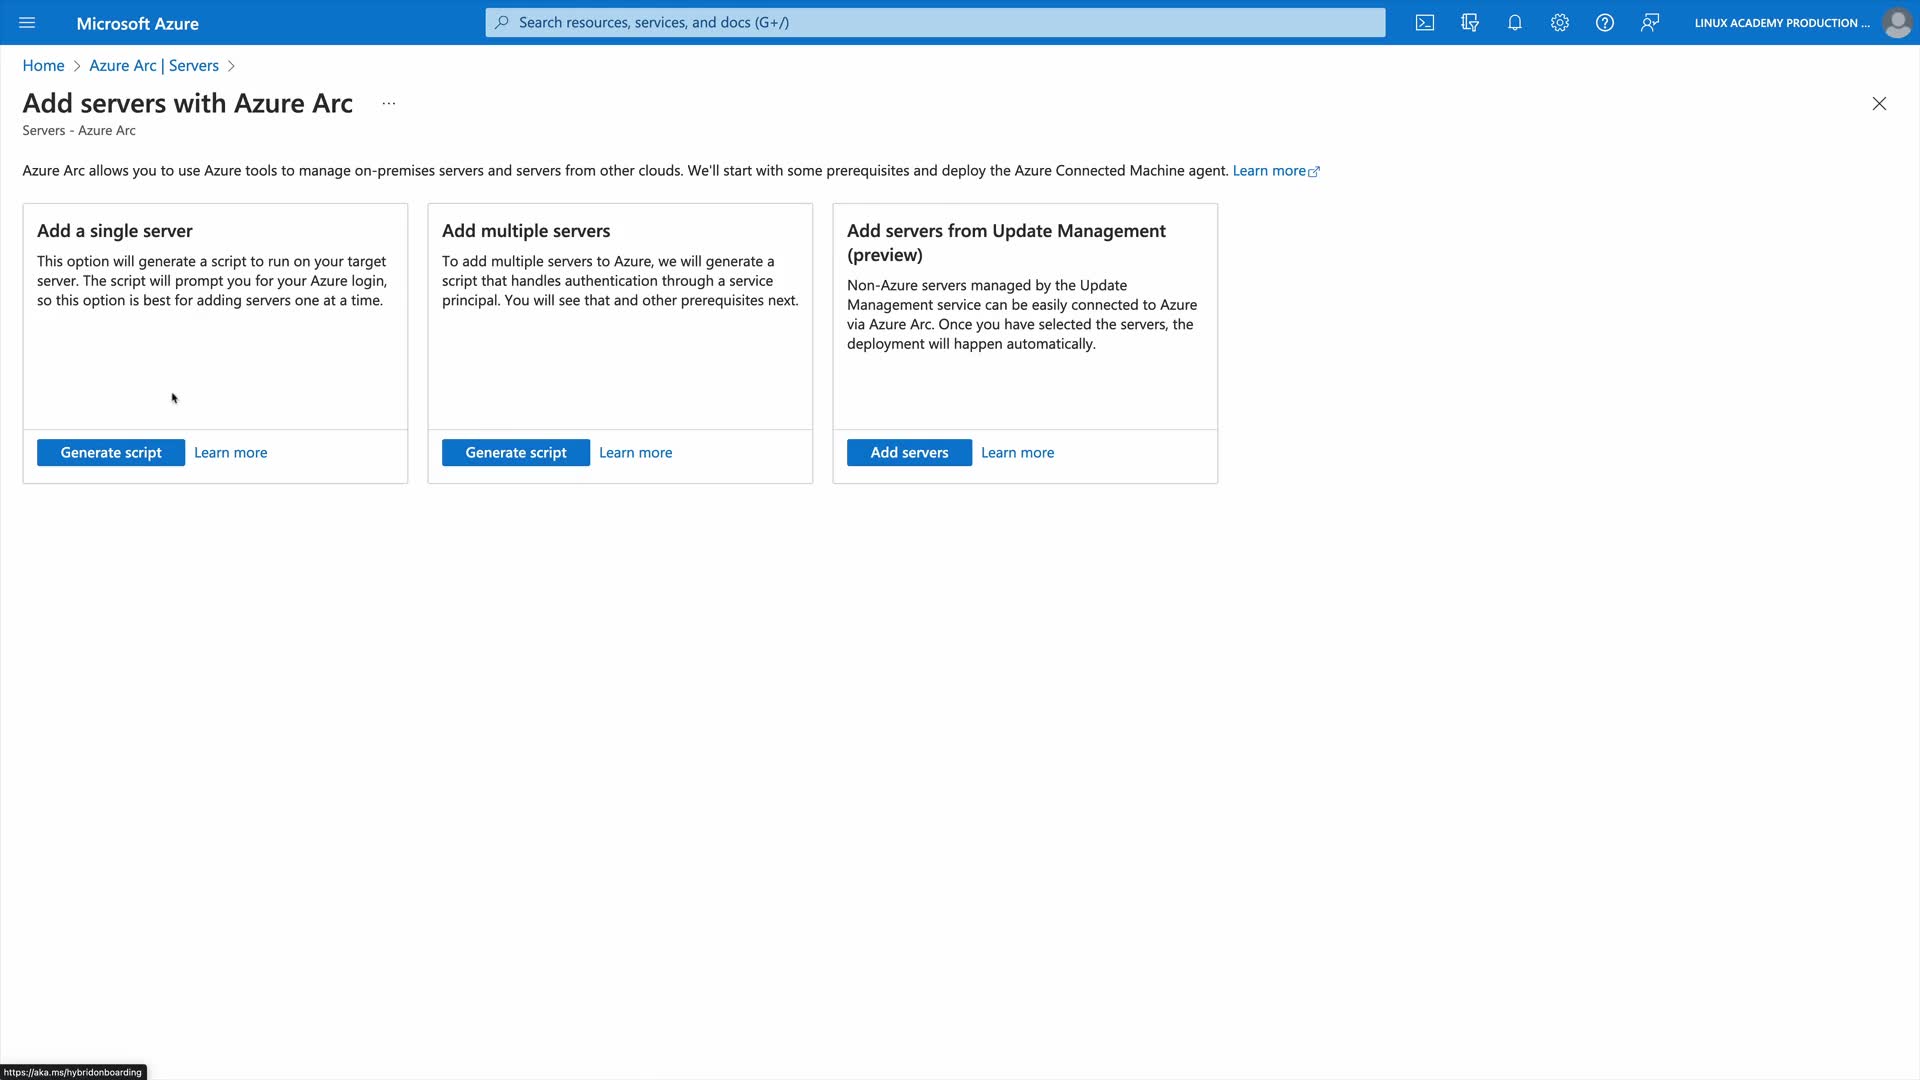 Microsoft Azure
Search resources, services, and docs (G+/)
LINUX ACADEMY PRODUCTION ...
Home > Azure Arc | Servers >
Add servers with Azure Arc ...
Servers - Azure Arc
Azure Arc allows you to use Azure tools to manage on-premises servers and servers from other clouds. We'll start with some prerequisites and deploy the Azure Connected Machine agent. Learn more
Add a single server
This option will generate a script to run on your target
server. The script will prompt you for your Azure login,
so this option is best for adding servers one at a time.
Generate script Learn more
Add multiple servers
To add multiple servers to Azure, we will generate a
script that handles authentication through a service
principal. You will see that and other prerequisites next.
Generate script Learn more
Add servers from Update Management
(preview)
Non-Azure servers managed by the Update
Management service can be easily connected to Azure
via Azure Arc. Once you have selected the servers, the
deployment will happen automatically.
Add servers Learn more
https://aka.ms/hybridonboarding